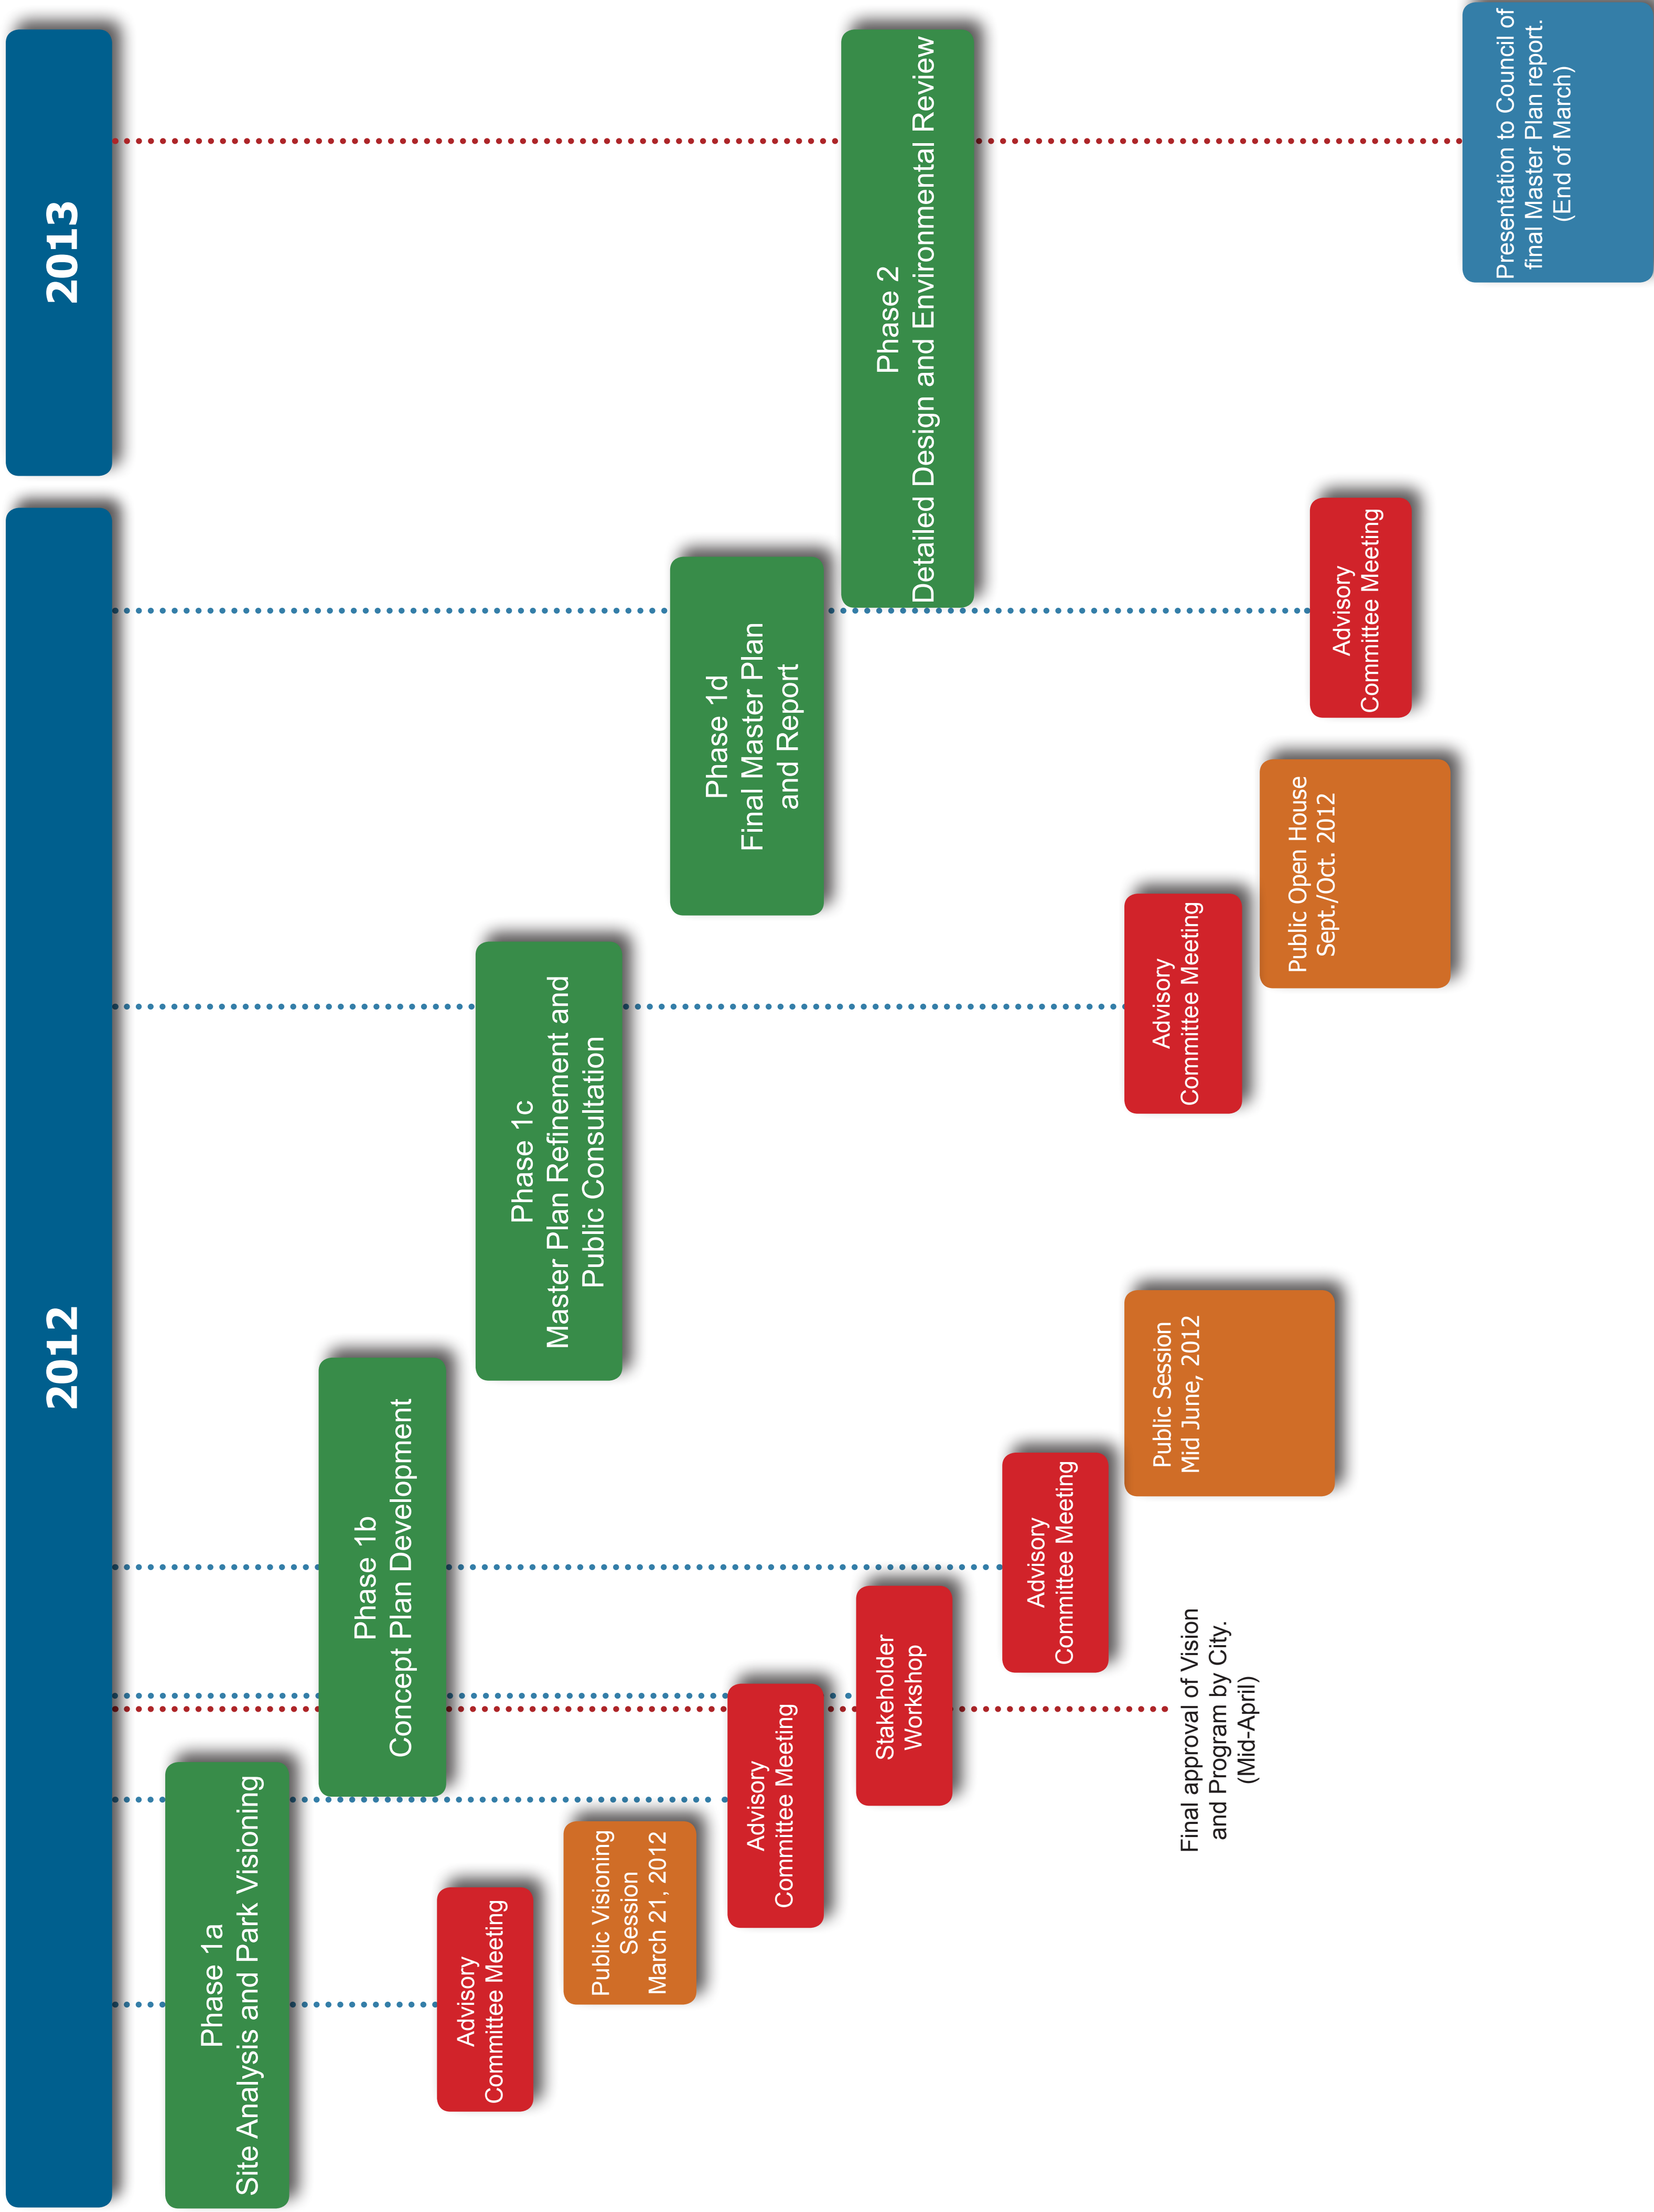 2012
2013
Phase 1a
Site Analysis and Park Visioning
Phase 1b
Concept Plan Development
Phase 1c
Master Plan Refinement and
Public Consultation
Phase 1d
Final Master Plan
and Report
Phase 2
Detailed Design and Environmental Review
Advisory
Committee Meeting
Public Visioning
Session
March 21, 2012
Advisory
Committee Meeting
Stakeholder
Workshop
Advisory
Committee Meeting
Public Session
Mid June, 2012
Final approval of Vision
and Program by City.
(Mid-April)
Advisory
Committee Meeting
Public Open House
Sept./Oct. 2012
Advisory
Committee Meeting
Presentation to Council of
final Master Plan report.
(End of March)